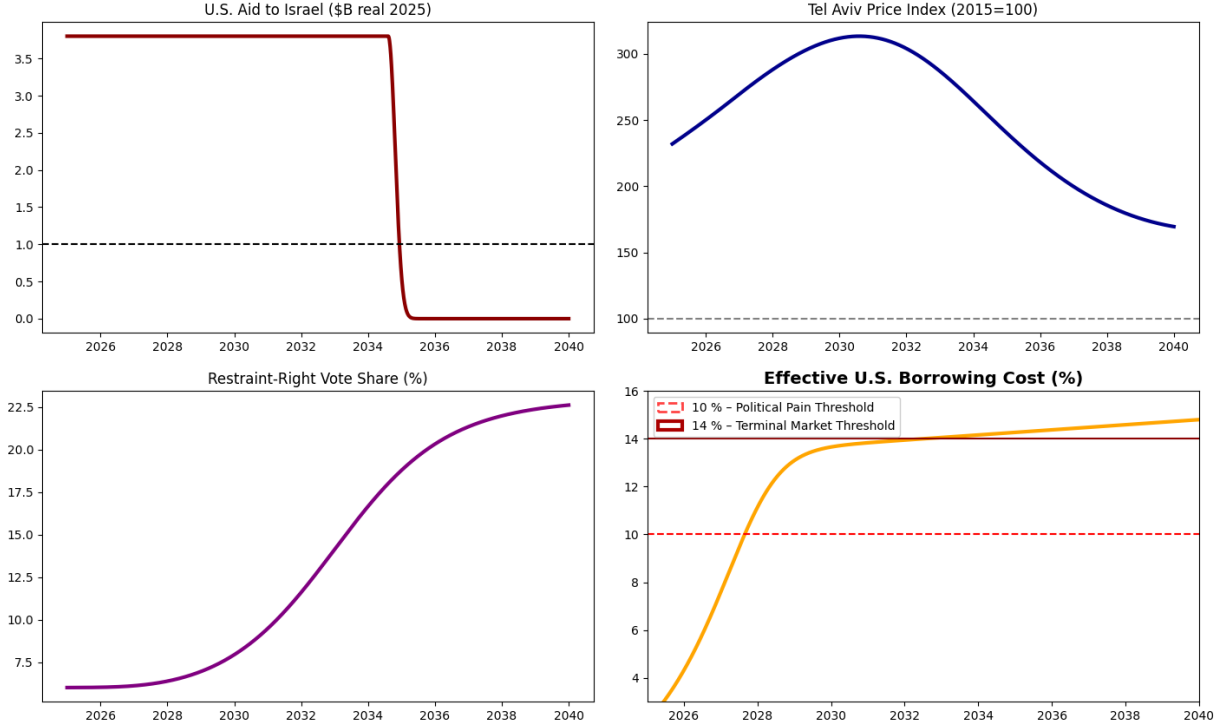 U.S. Aid to Israel ($B real 2025)
3.5
3.0
2.5
2.0
1.5
1.0
0.5
0.0
2026 2028 2030 2032 2034 2036 2038 2040
Tel Aviv Price Index (2015=100)
300
250
200
150
100
2026 2028 2030 2032 2034 2036 2038 2040
Restraint-Right Vote Share (%)
22.5
20.0
17.5
15.0
12.5
10.0
7.5
2026 2028 2030 2032 2034 2036 2038 2040
Effective U.S. Borrowing Cost (%)
10 % – Political Pain Threshold
14 % – Terminal Market Threshold
16
14
12
10
8
6
4
2026 2028 2030 2032 2034 2036 2038 2040